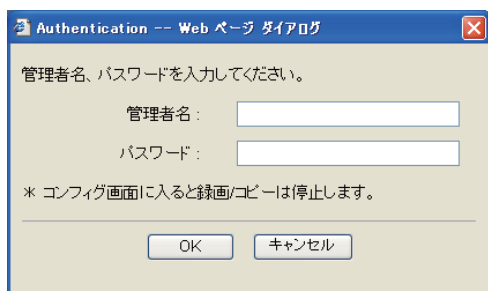 Authentication -- Web ページ ダイアログ
管理者名、パスワードを入力してください。
管理者名 :
パスワード :
* コンフィグ画面に入ると録画/コピーは停止します。
OK キャンセル